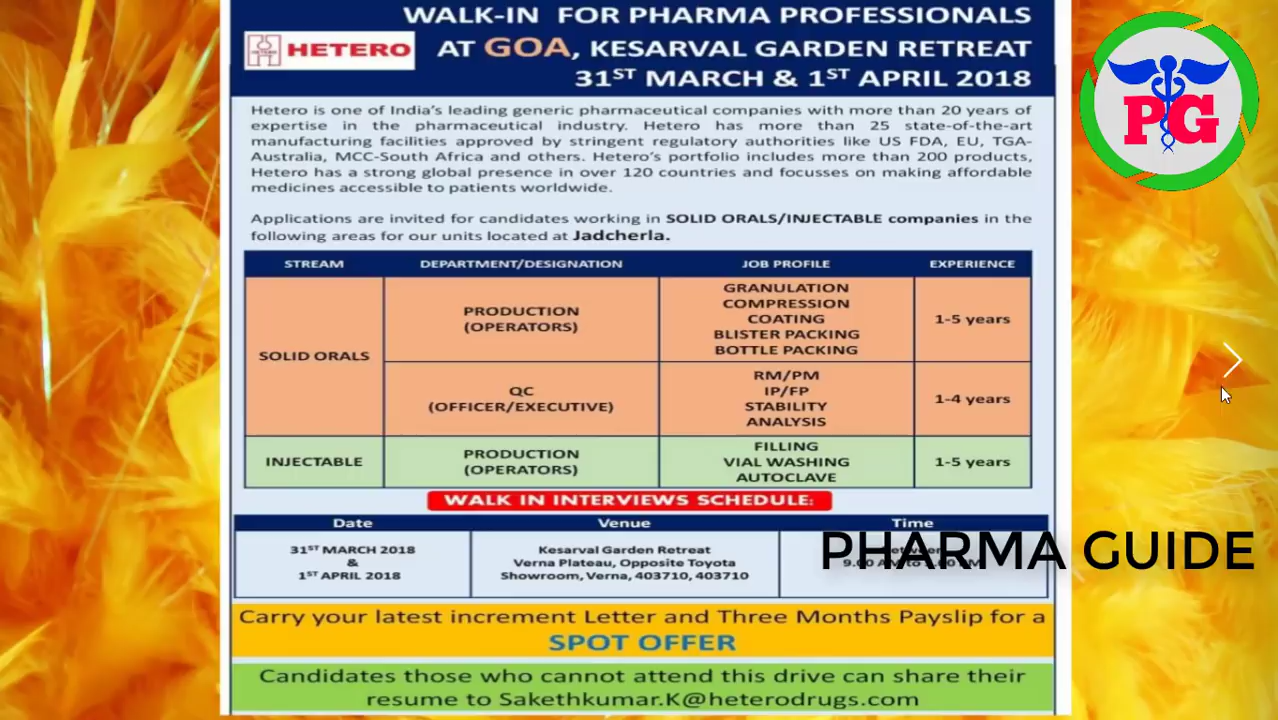 WALK-IN FOR PHARMA PROFESSIONALS
HETERO
AT GOA, KESARVAL GARDEN RETREAT
31ST MARCH & 1ST APRIL 2018
PG
Hetero is one of India's leading generic pharmaceutical companies with more than 20 years of
expertise in the pharmaceutical industry. Hetero has more than 25 state-of-the-art
manufacturing facilities approved by stringent regulatory authorities like US FDA, EU, TGA-
Australia, MCC-South Africa and others. Hetero's portfolio includes more than 200 products,
Hetero has a strong global presence in over 120 countries and focusses on making affordable
medicines accessible to patients worldwide.
Applications are invited for candidates working in SOLID ORALS/INJECTABLE companies in the
following areas for our units located at Jadcherla.
STREAM DEPARTMENT/DESIGNATION JOB PROFILE EXPERIENCE
SOLID ORALS
PRODUCTION
(OPERATORS)
GRANULATION
COMPRESSION
COATING
BLISTER PACKING
BOTTLE PACKING
1-5 years
QC
(OFFICER/EXECUTIVE)
RM/PM
IP/FP
STABILITY
ANALYSIS
1-4 years
INJECTABLE
PRODUCTION
(OPERATORS)
FILLING
VIAL WASHING
AUTOCLAVE
1-5 years
WALK IN INTERVIEWS SCHEDULE:
Date Venue Time
31ST MARCH 2018
&
1ST APRIL 2018
Kesarval Garden Retreat
Verna Plateau, Opposite Toyota
Showroom, Verna, 403710, 403710
PHARMA GUIDE
Carry your latest increment Letter and Three Months Payslip for a
SPOT OFFER
Candidates those who cannot attend this drive can share their
resume to Sakethkumar.K@heterodrugs.com